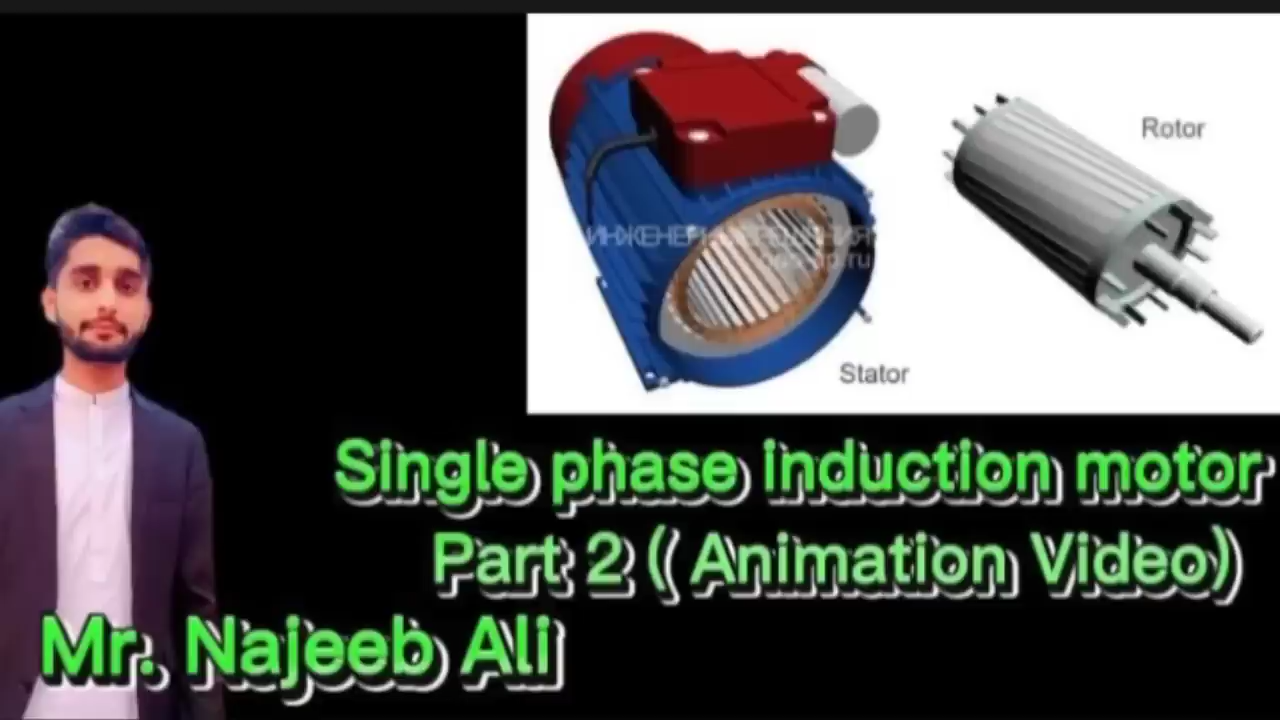 Rotor
Stator
Single phase induction motor
Part 2 ( Animation Video)
Mr. Najeeb Ali